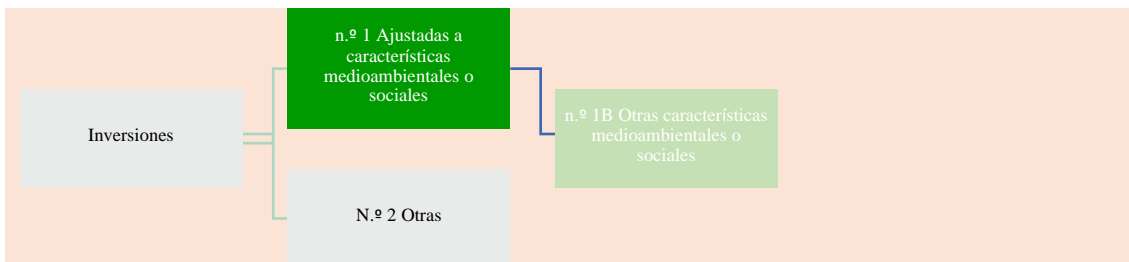 n.º 1 Ajustadas a
características
medioambientales o
sociales
Inversiones
n.º 1B Otras características
medioambientales o
sociales
N.º 2 Otras